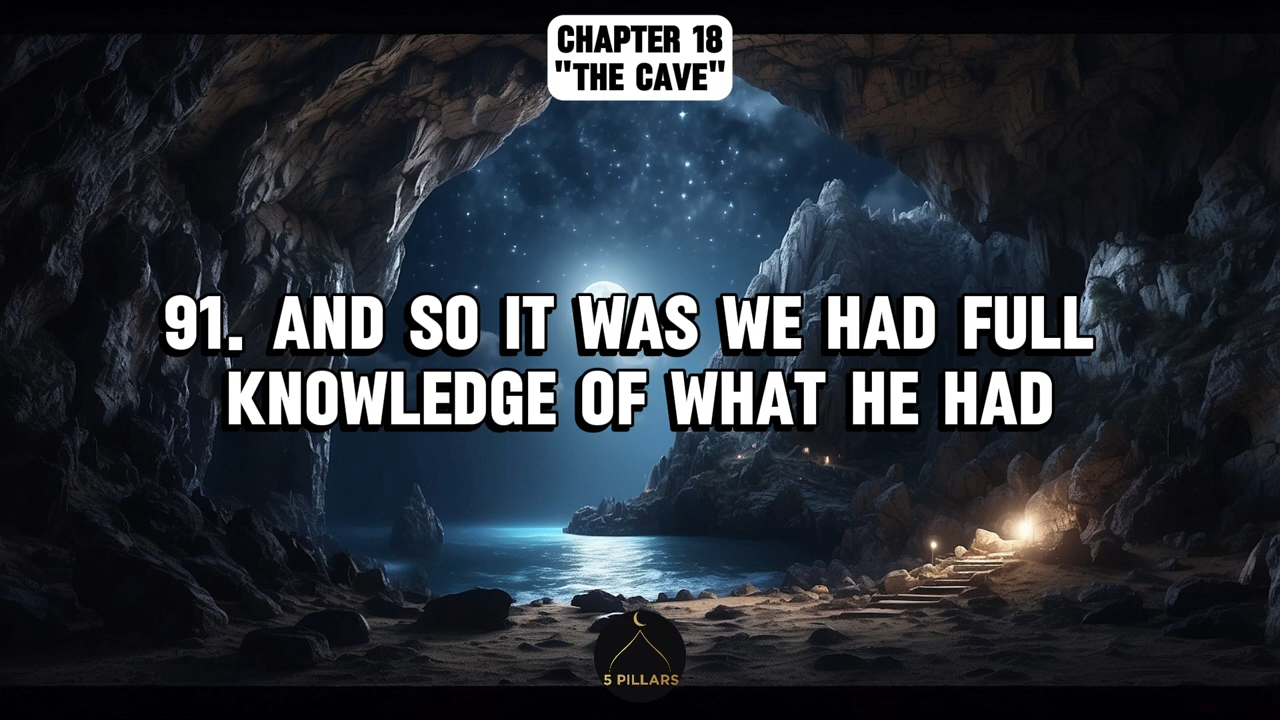 CHAPTER 18
"THE CAVE"
91. AND SO IT WAS WE HAD FULL
KNOWLEDGE OF WHAT HE HAD
5 PILLARS